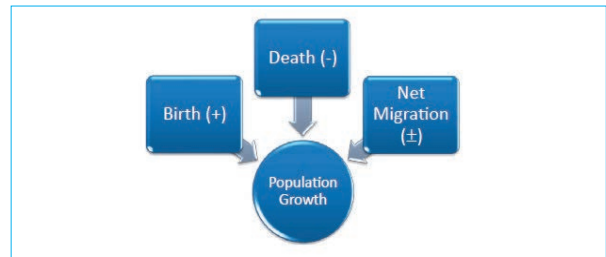 Death (-)
Birth (+)
Net
Migration
(±)
Population
Growth